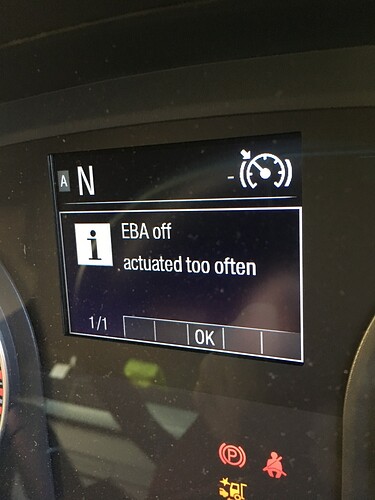 A N -
EBA off
actuated too often
1/1 OK
P